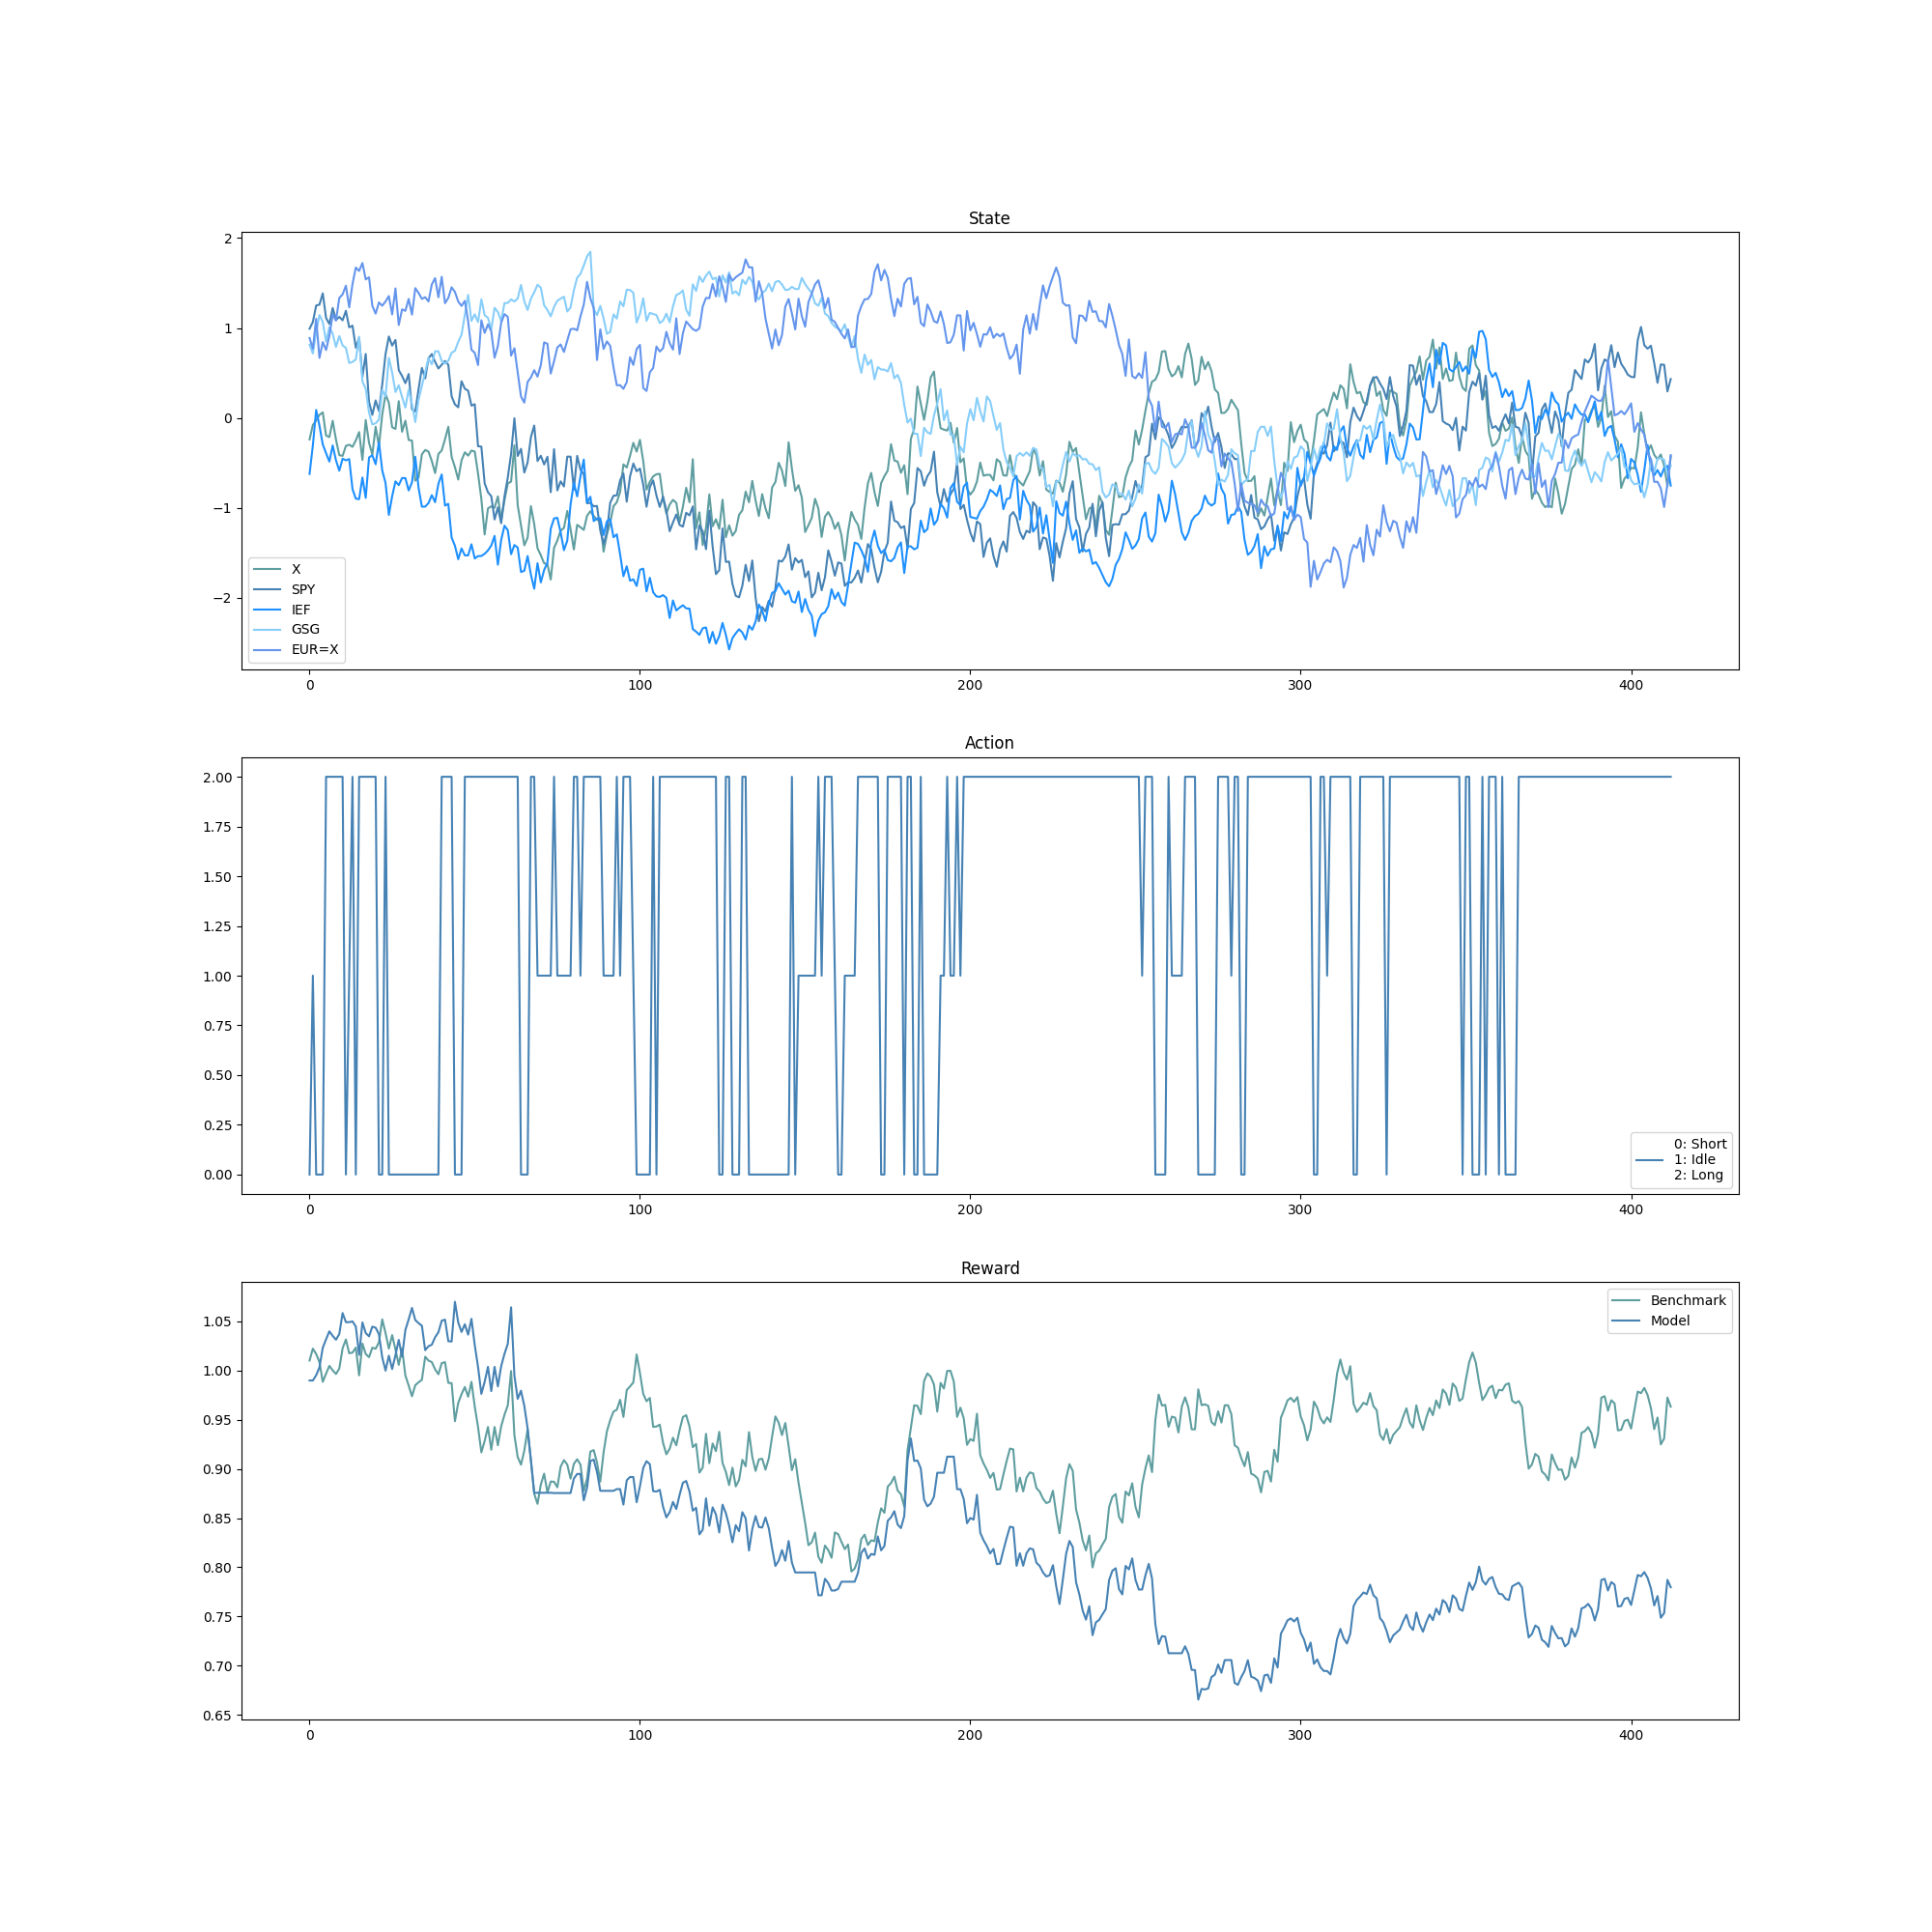 State
2
1
0
−1
−2
X
SPY
IEF
GSG
EUR=X
0 100 200 300 400
Action
2.00
1.75
1.50
1.25
1.00
0.75
0.50
0.25
0.00
0: Short
1: Idle
2: Long
0 100 200 300 400
Reward
1.05
1.00
0.95
0.90
0.85
0.80
0.75
0.70
0.65
Benchmark
Model
0 100 200 300 400